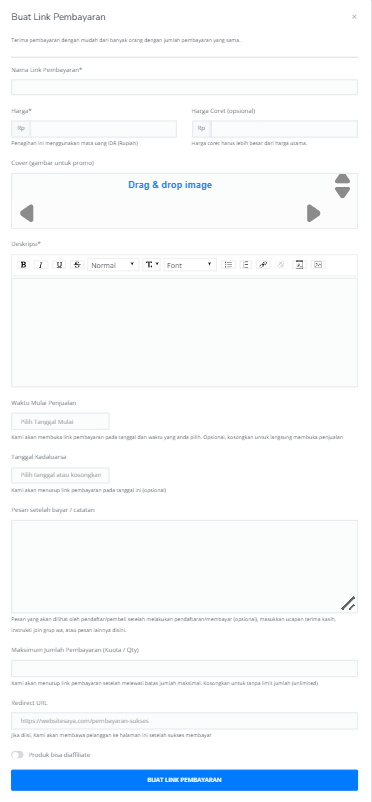 Buat Link Pembayaran
×
Terima pembayaran dengan mudah dari banyak orang dengan jumlah pembayaran yang sama.
Nama Link Pembayaran*
Harga*
Harga Coret (opsional)
Rp
Rp
Penagihan ini menggunakan mata uang IDR (Rupiah)
Harga coret harus lebih besar dari harga utama.
Cover (gambar untuk promo)
Drag & drop image
Deskripsi*
B I U S Normal T. Font
Waktu Mulai Penjualan
Pilih Tanggal Mulai
Kami akan membuka link pembayaran pada tanggal dan waktu yang anda pilih. Opsional, kosongkan untuk langsung membuka penjualan
Tanggal Kadaluarsa
Pilih tanggal atau kosongkan
Kami akan menutup link pembayaran pada tanggal ini (opsional)
Pesan setelah bayar / catatan
Pesan yang akan dilihat oleh pendaftar/pembeli setelah melakukan pendaftaran/membayar (opsional), masukkan ucapan terima kasih,
instruksi join grup wa, atau pesan lainnya disini.
Maksimum Jumlah Pembayaran (Kuota / Qty)
Kami akan menutup link pembayaran setelah melewati batas jumlah maksimal. Kosongkan untuk tanpa limit jumlah (unlimited)
Redirect URL
https://websitesaya.com/pembayaran-sukses
Jika diisi, Kami akan membawa pelanggan ke halaman ini setelah sukses membayar
Produk bisa diaffiliate
BUAT LINK PEMBAYARAN